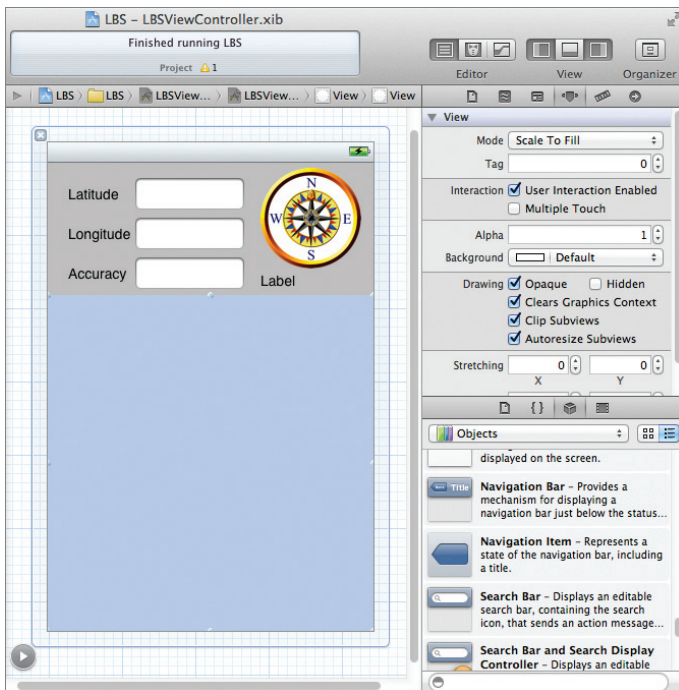 LBS – LBSViewController.xib
Finished running LBS
Project 1
Editor
View
Organizer
LBS
LBS
LBSView...
LBSView...
View
View
View
Mode Scale To Fill
Tag 0
Interaction User Interaction Enabled
Multiple Touch
Alpha 1
Background Default
Drawing Opaque Hidden
Clears Graphics Context
Clip Subviews
Autoresize Subviews
Stretching 0 0
X Y
Latitude
Longitude
Accuracy
N
W E
S
Label
{}
Objects
displayed on the screen.
Title
Navigation Bar – Provides a
mechanism for displaying a
navigation bar just below the status...
Navigation Item – Represents a
state of the navigation bar, including
a title.
Search Bar – Displays an editable
search bar, containing the search
icon, that sends an action message...
Search Bar and Search Display
Controller – Displays an editable